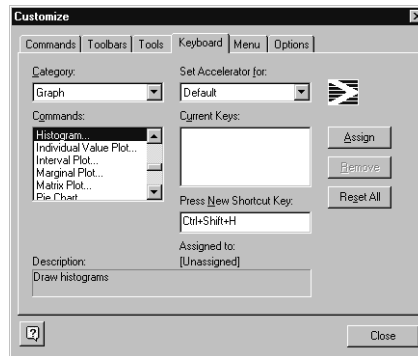 Customize
Commands Toolbars Tools Keyboard Menu Options
Category:
Graph
Set Accelerator for:
Default
Commands:
Histogram...
Individual Value Plot...
Interval Plot...
Marginal Plot...
Matrix Plot...
Pie Chart...
Current Keys:
Assign
Remove
Reset All
Press New Shortcut Key:
Ctrl+Shift+H
Assigned to:
[Unassigned]
Description:
Draw histograms
Close